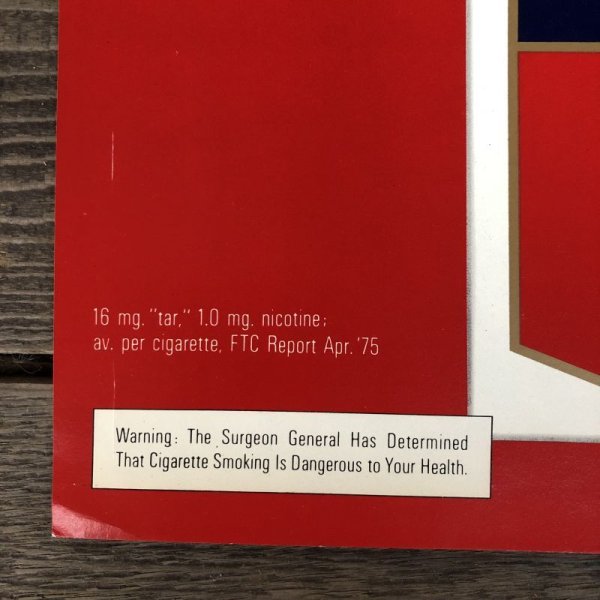 16 mg. "tar," 1.0 mg. nicotine;
av. per cigarette, FTC Report Apr. '75
Warning: The Surgeon General Has Determined
That Cigarette Smoking Is Dangerous to Your Health.